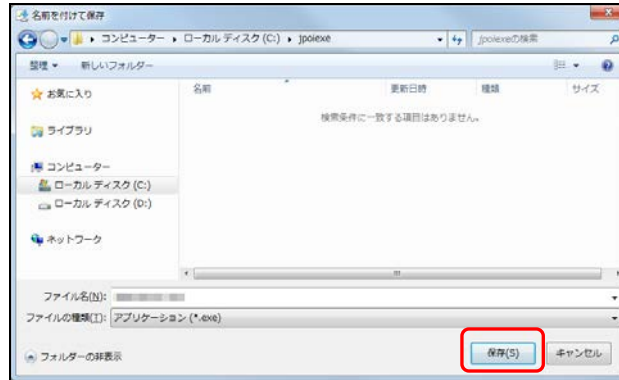 名前を付けて保存
コンピューター ▸ ローカル ディスク (C:) ▸ jpoiexe
jpoiexeの検索
整理 新しいフォルダー
名前 更新日時 種類 サイズ
お気に入り
検索条件に一致する項目はありません。
ライブラリ
コンピューター
ローカル ディスク (C:)
ローカル ディスク (D:)
ネットワーク
ファイル名(N):
ファイルの種類(T): アプリケーション (*.exe)
フォルダーの非表示
保存(S) キャンセル